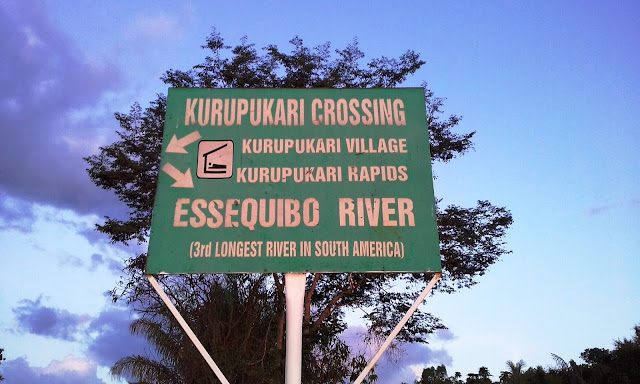 KURUPUKARI CROSSING
KURUPUKARI VILLAGE
KURUPUKARI RAPIDS
ESSEQUIBO RIVER
(3rd LONGEST RIVER IN SOUTH AMERICA)